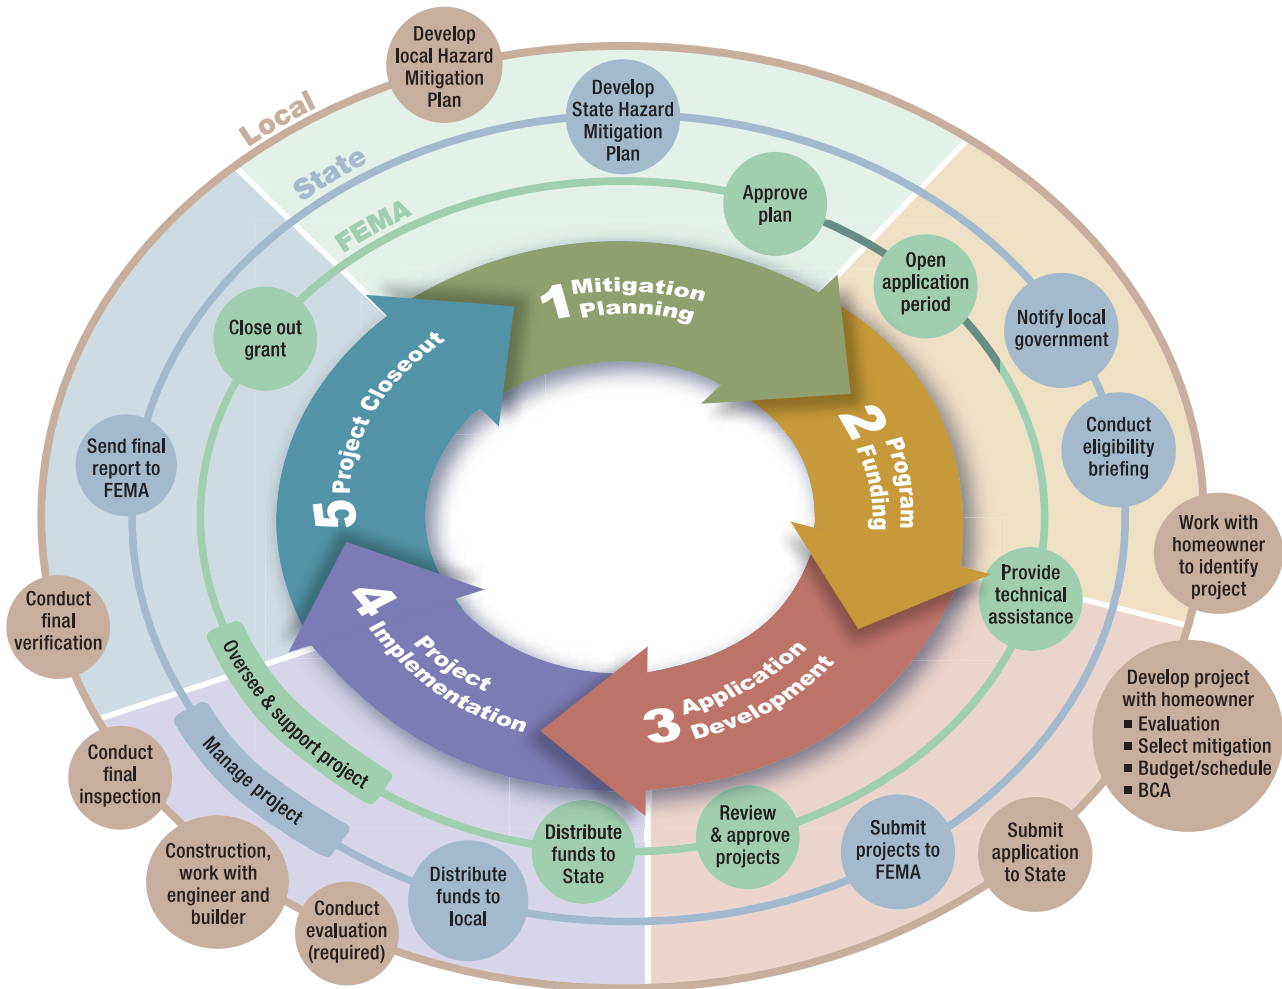 Develop
local Hazard
Mitigation
Plan
Develop
State Hazard
Mitigation
Plan
Local
State
FEMA
Approve
plan
Open
application
period
Notify local
government
Conduct
eligibility
briefing
Work with
homeowner
to identify
project
Provide
technical
assistance
Develop project
with homeowner
■ Evaluation
■ Select mitigation
■ Budget/schedule
■ BCA
Submit
application
to State
Submit
projects to
FEMA
Review
& approve
projects
Distribute
funds to
State
Distribute
funds to
local
Conduct
evaluation
(required)
Construction,
work with
engineer and
builder
Manage project
Oversee & support project
Conduct
final
inspection
Conduct
final
verification
Send final
report to
FEMA
Close out
grant
1 Mitigation
Planning
2 Program
Funding
3 Application
Development
4 Project
Implementation
5 Project Closeout